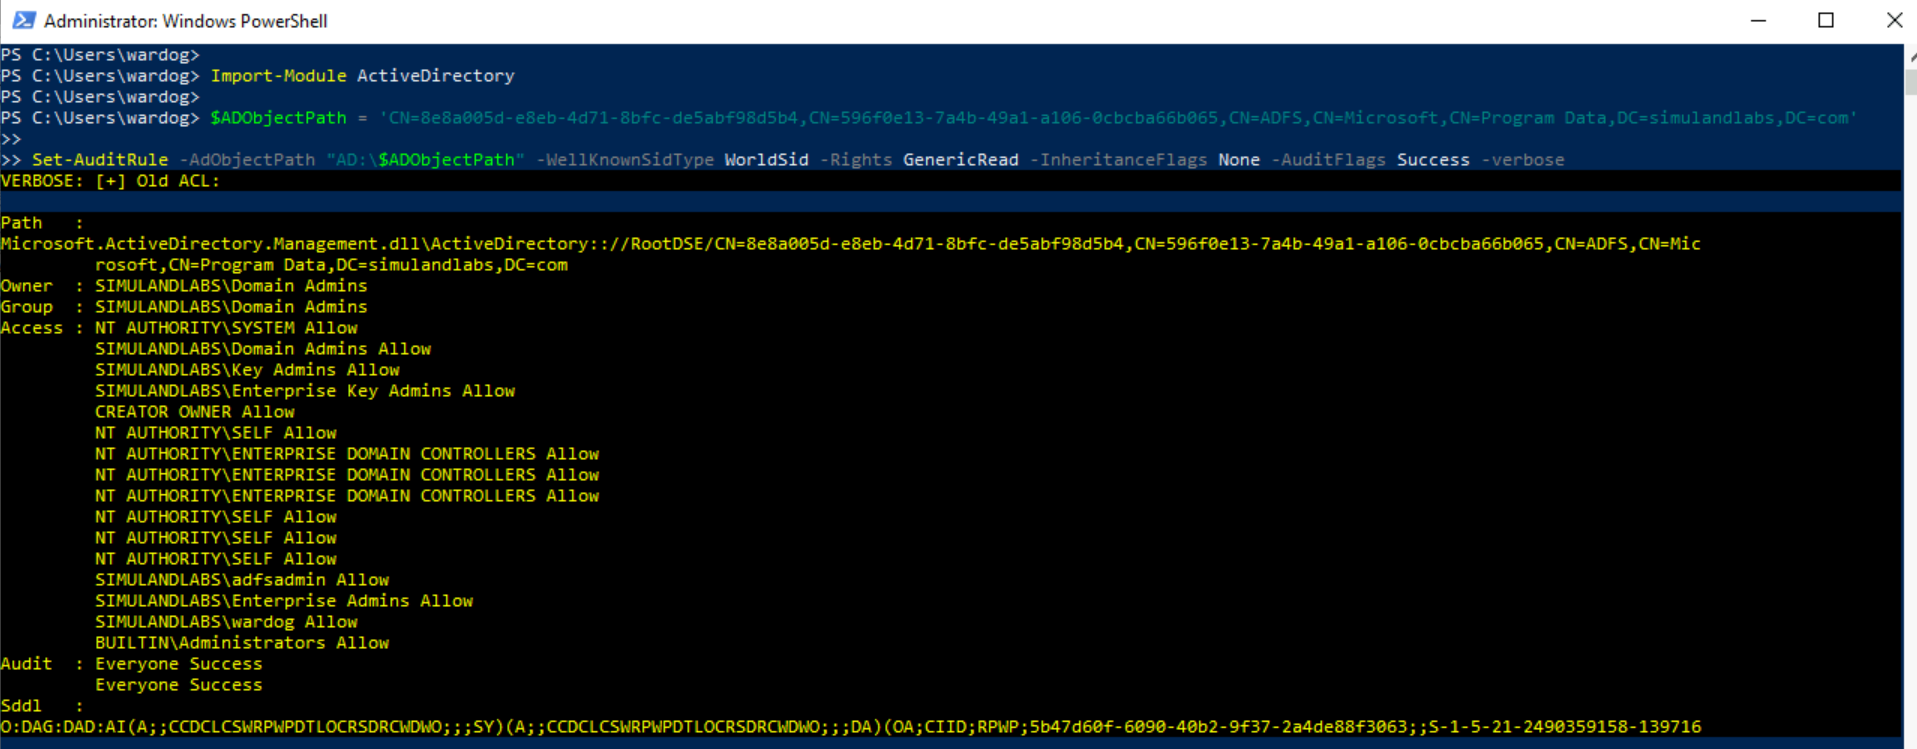 Administrator: Windows PowerShell
PS C:\Users\wardog>
PS C:\Users\wardog> Import-Module ActiveDirectory
PS C:\Users\wardog>
PS C:\Users\wardog> $ADObjectPath = 'CN=8e8a005d-e8eb-4d71-8bfc-de5abf98d5b4,CN=596f0e13-7a4b-49a1-a106-0cbcba66b065,CN=ADFS,CN=Microsoft,CN=Program Data,DC=simulandlabs,DC=com'
>>
>> Set-AuditRule -AdObjectPath "AD:\$ADObjectPath" -WellKnownSidType WorldSid -Rights GenericRead -InheritanceFlags None -AuditFlags Success -verbose
VERBOSE: [+] Old ACL:
Path   :
Microsoft.ActiveDirectory.Management.dll\ActiveDirectory:://RootDSE/CN=8e8a005d-e8eb-4d71-8bfc-de5abf98d5b4,CN=596f0e13-7a4b-49a1-a106-0cbcba66b065,CN=ADFS,CN=Mic
         rosoft,CN=Program Data,DC=simulandlabs,DC=com
Owner  : SIMULANDLABS\Domain Admins
Group  : SIMULANDLABS\Domain Admins
Access : NT AUTHORITY\SYSTEM Allow
         SIMULANDLABS\Domain Admins Allow
         SIMULANDLABS\Key Admins Allow
         SIMULANDLABS\Enterprise Key Admins Allow
         CREATOR OWNER Allow
         NT AUTHORITY\SELF Allow
         NT AUTHORITY\ENTERPRISE DOMAIN CONTROLLERS Allow
         NT AUTHORITY\ENTERPRISE DOMAIN CONTROLLERS Allow
         NT AUTHORITY\ENTERPRISE DOMAIN CONTROLLERS Allow
         NT AUTHORITY\SELF Allow
         NT AUTHORITY\SELF Allow
         NT AUTHORITY\SELF Allow
         SIMULANDLABS\adfsadmin Allow
         SIMULANDLABS\Enterprise Admins Allow
         SIMULANDLABS\wardog Allow
         BUILTIN\Administrators Allow
Audit  : Everyone Success
         Everyone Success
Sddl   :
O:DAG:DAD:AI(A;;CCDCLCSWRPWPDTLOCRSDRCWDWO;;;SY)(A;;CCDCLCSWRPWPDTLOCRSDRCWDWO;;;DA)(OA;CIID;RPWP;5b47d60f-6090-40b2-9f37-2a4de88f3063;;S-1-5-21-2490359158-139716